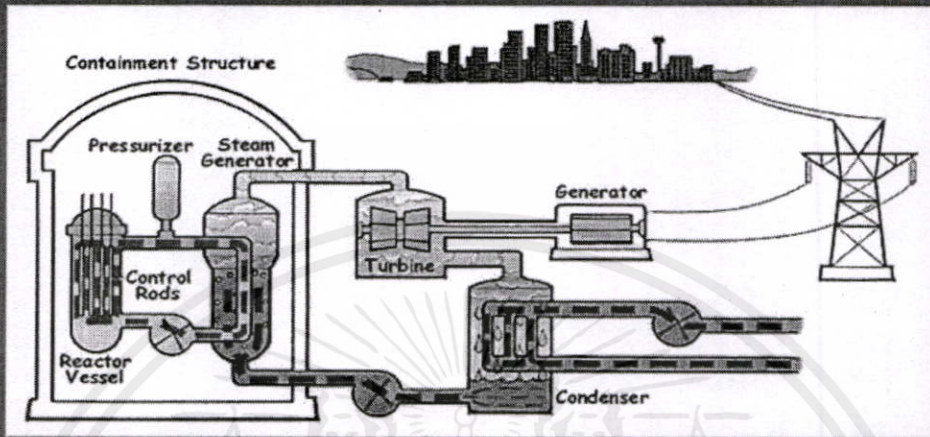 Containment Structure
Pressurizer
Steam
Generator
Control
Rods
Reactor
Vessel
Turbine
Generator
Condenser